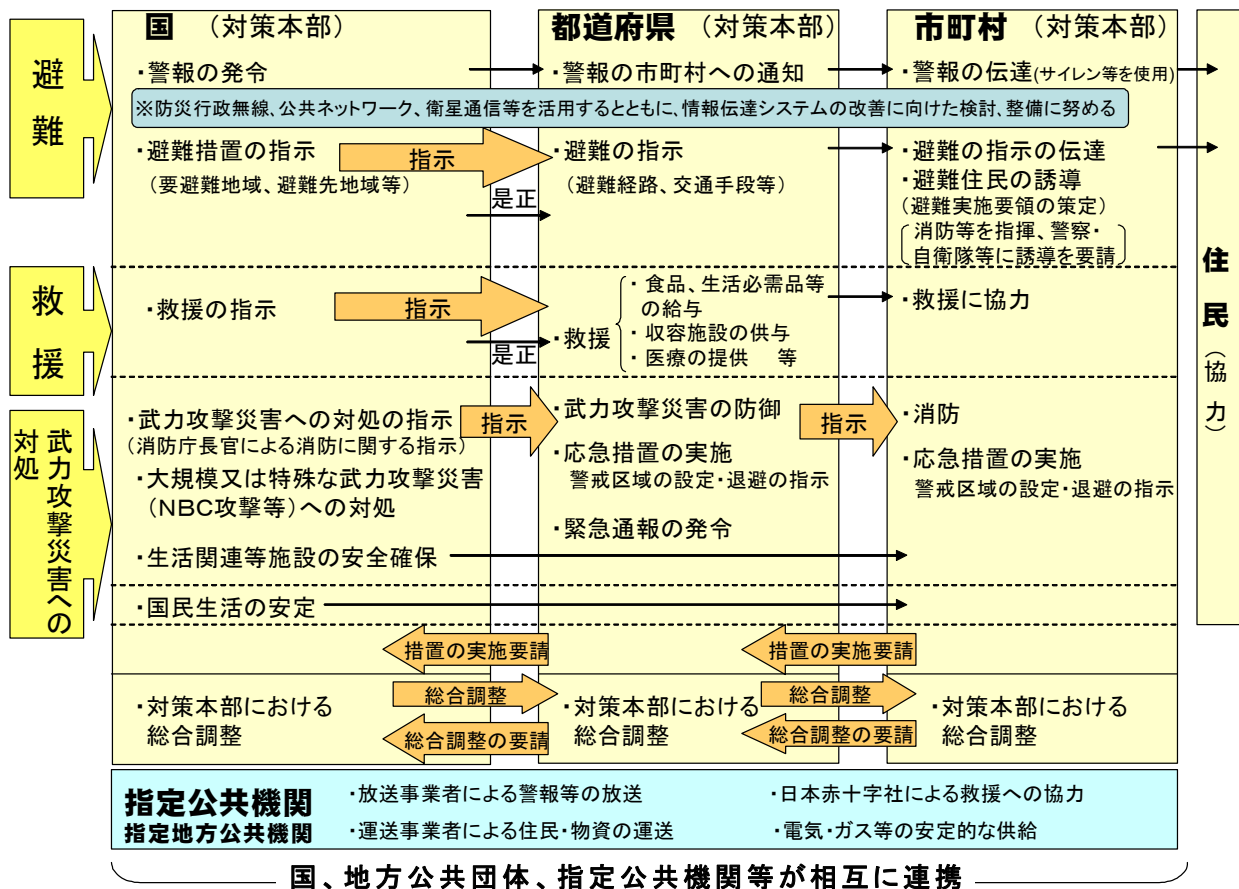 避難
国（対策本部）
都道府県（対策本部）
市町村（対策本部）
・警報の発令
・警報の市町村への通知
・警報の伝達(サイレン等を使用)
※防災行政無線、公共ネットワーク、衛星通信等を活用するとともに、情報伝達システムの改善に向けた検討、整備に努める
・避難措置の指示
（要避難地域、避難先地域等）
指示
是正
・避難の指示
（避難経路、交通手段等）
・避難の指示の伝達
・避難住民の誘導
（避難実施要領の策定）
消防等を指揮、警察・
自衛隊等に誘導を要請
救援
・救援の指示
指示
是正
・救援
・食品、生活必需品等
の給与
・収容施設の供与
・医療の提供　等
・救援に協力
武力攻撃災害への
対処
・武力攻撃災害への対処の指示
（消防庁長官による消防に関する指示）
・大規模又は特殊な武力攻撃災害
（ＮＢＣ攻撃等）への対処
指示
・武力攻撃災害の防御
・応急措置の実施
警戒区域の設定・退避の指示
・緊急通報の発令
指示
・消防
・応急措置の実施
警戒区域の設定・退避の指示
・生活関連等施設の安全確保
・国民生活の安定
措置の実施要請
措置の実施要請
・対策本部における
総合調整
総合調整
総合調整の要請
・対策本部における
総合調整
総合調整
総合調整の要請
・対策本部における
総合調整
住民（協力）
指定公共機関
指定地方公共機関
・放送事業者による警報等の放送
・日本赤十字社による救援への協力
・運送事業者による住民・物資の運送
・電気・ガス等の安定的な供給
国、地方公共団体、指定公共機関等が相互に連携